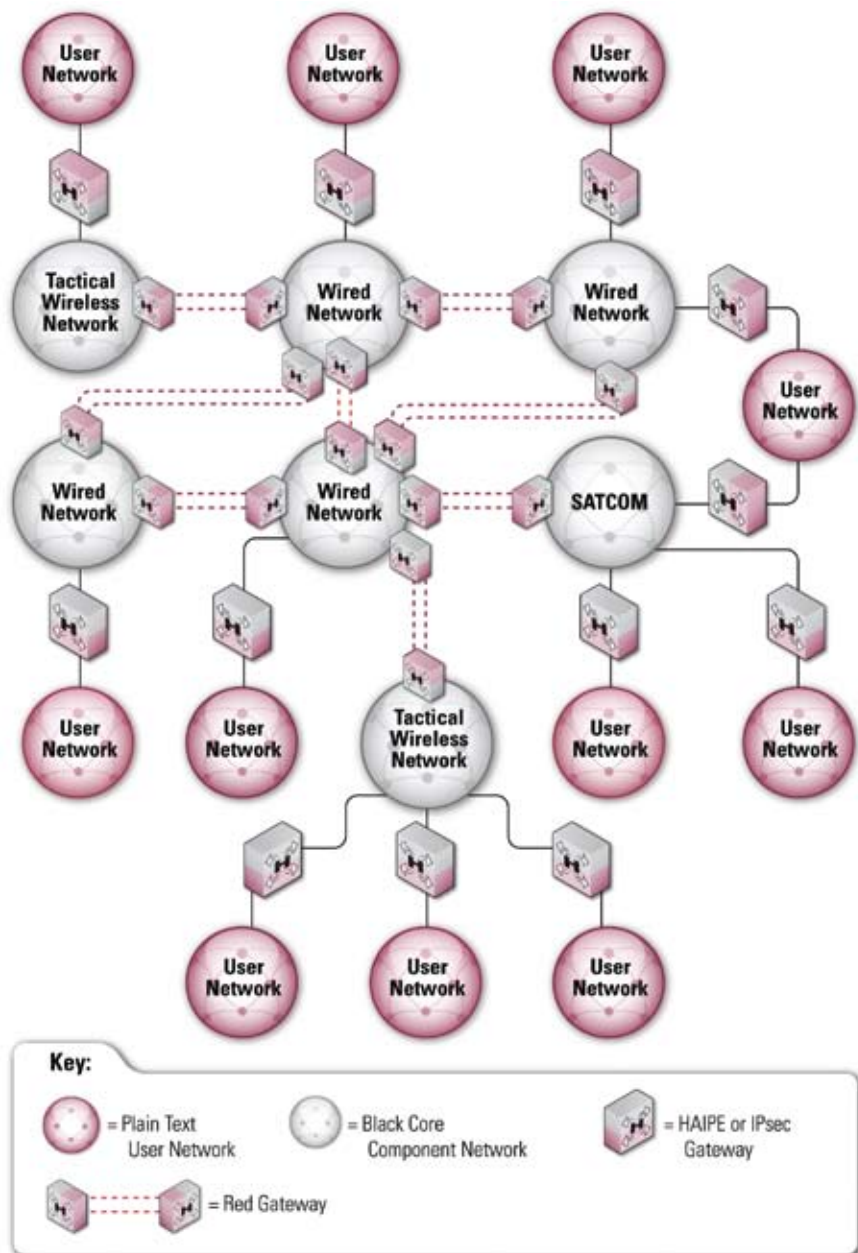 User
Network
User
Network
User
Network
Tactical
Wireless
Network
Wired
Network
Wired
Network
User
Network
Wired
Network
Wired
Network
SATCOM
User
Network
User
Network
Tactical
Wireless
Network
User
Network
User
Network
User
Network
User
Network
User
Network
Key:
= Plain Text
User Network
= Black Core
Component Network
= HAIPE or IPsec
Gateway
= Red Gateway